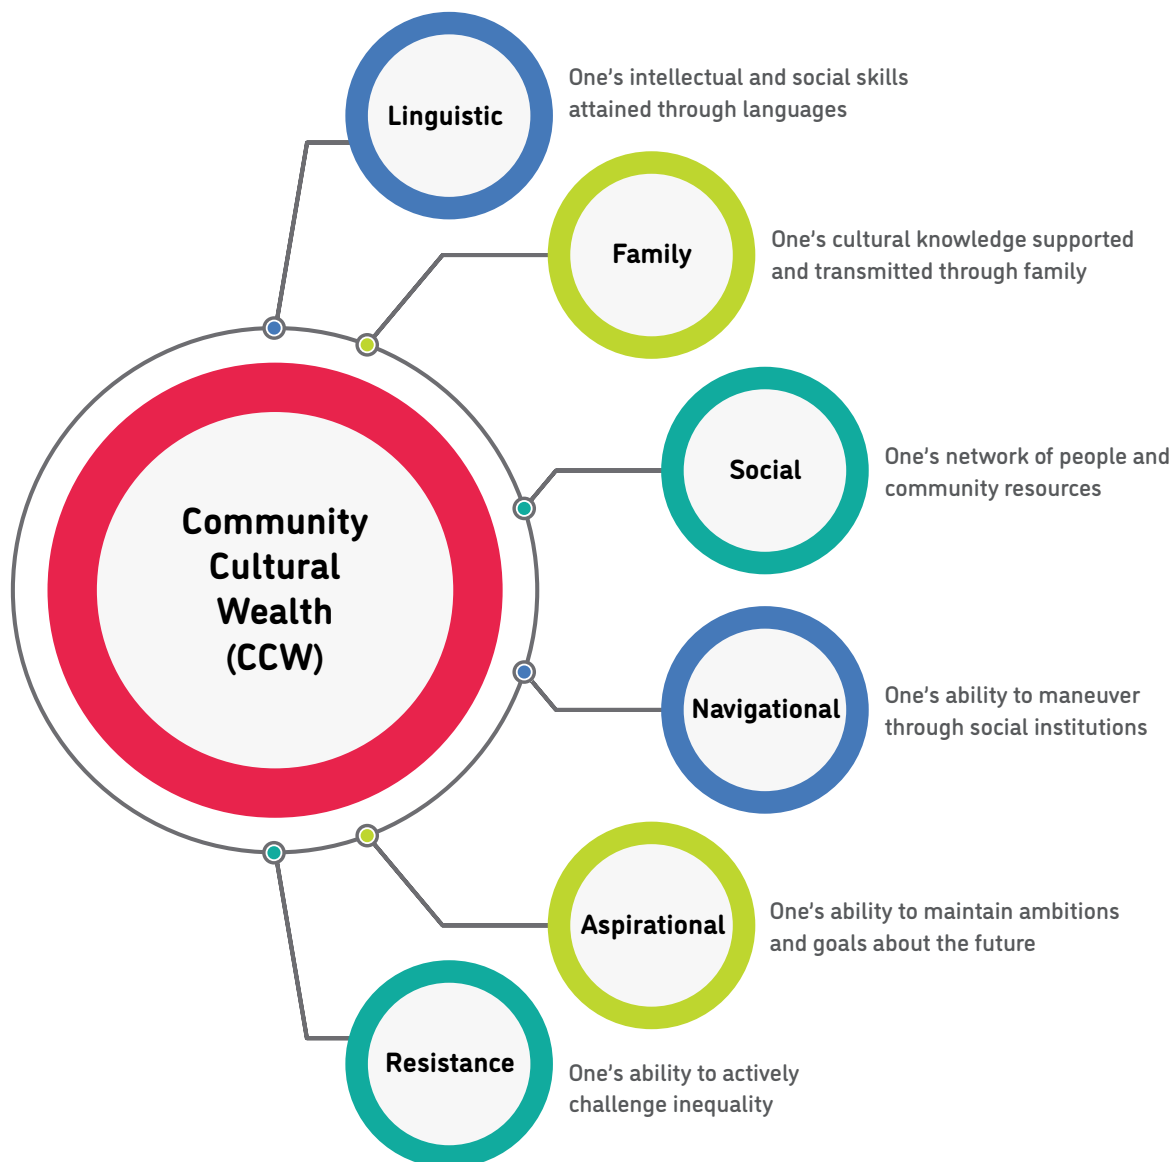 Linguistic
One's intellectual and social skills
attained through languages
Family
One's cultural knowledge supported
and transmitted through family
Social
One's network of people and
community resources
Community
Cultural
Wealth
(CCW)
Navigational
One's ability to maneuver
through social institutions
Aspirational
One's ability to maintain ambitions
and goals about the future
Resistance
One's ability to actively
challenge inequality